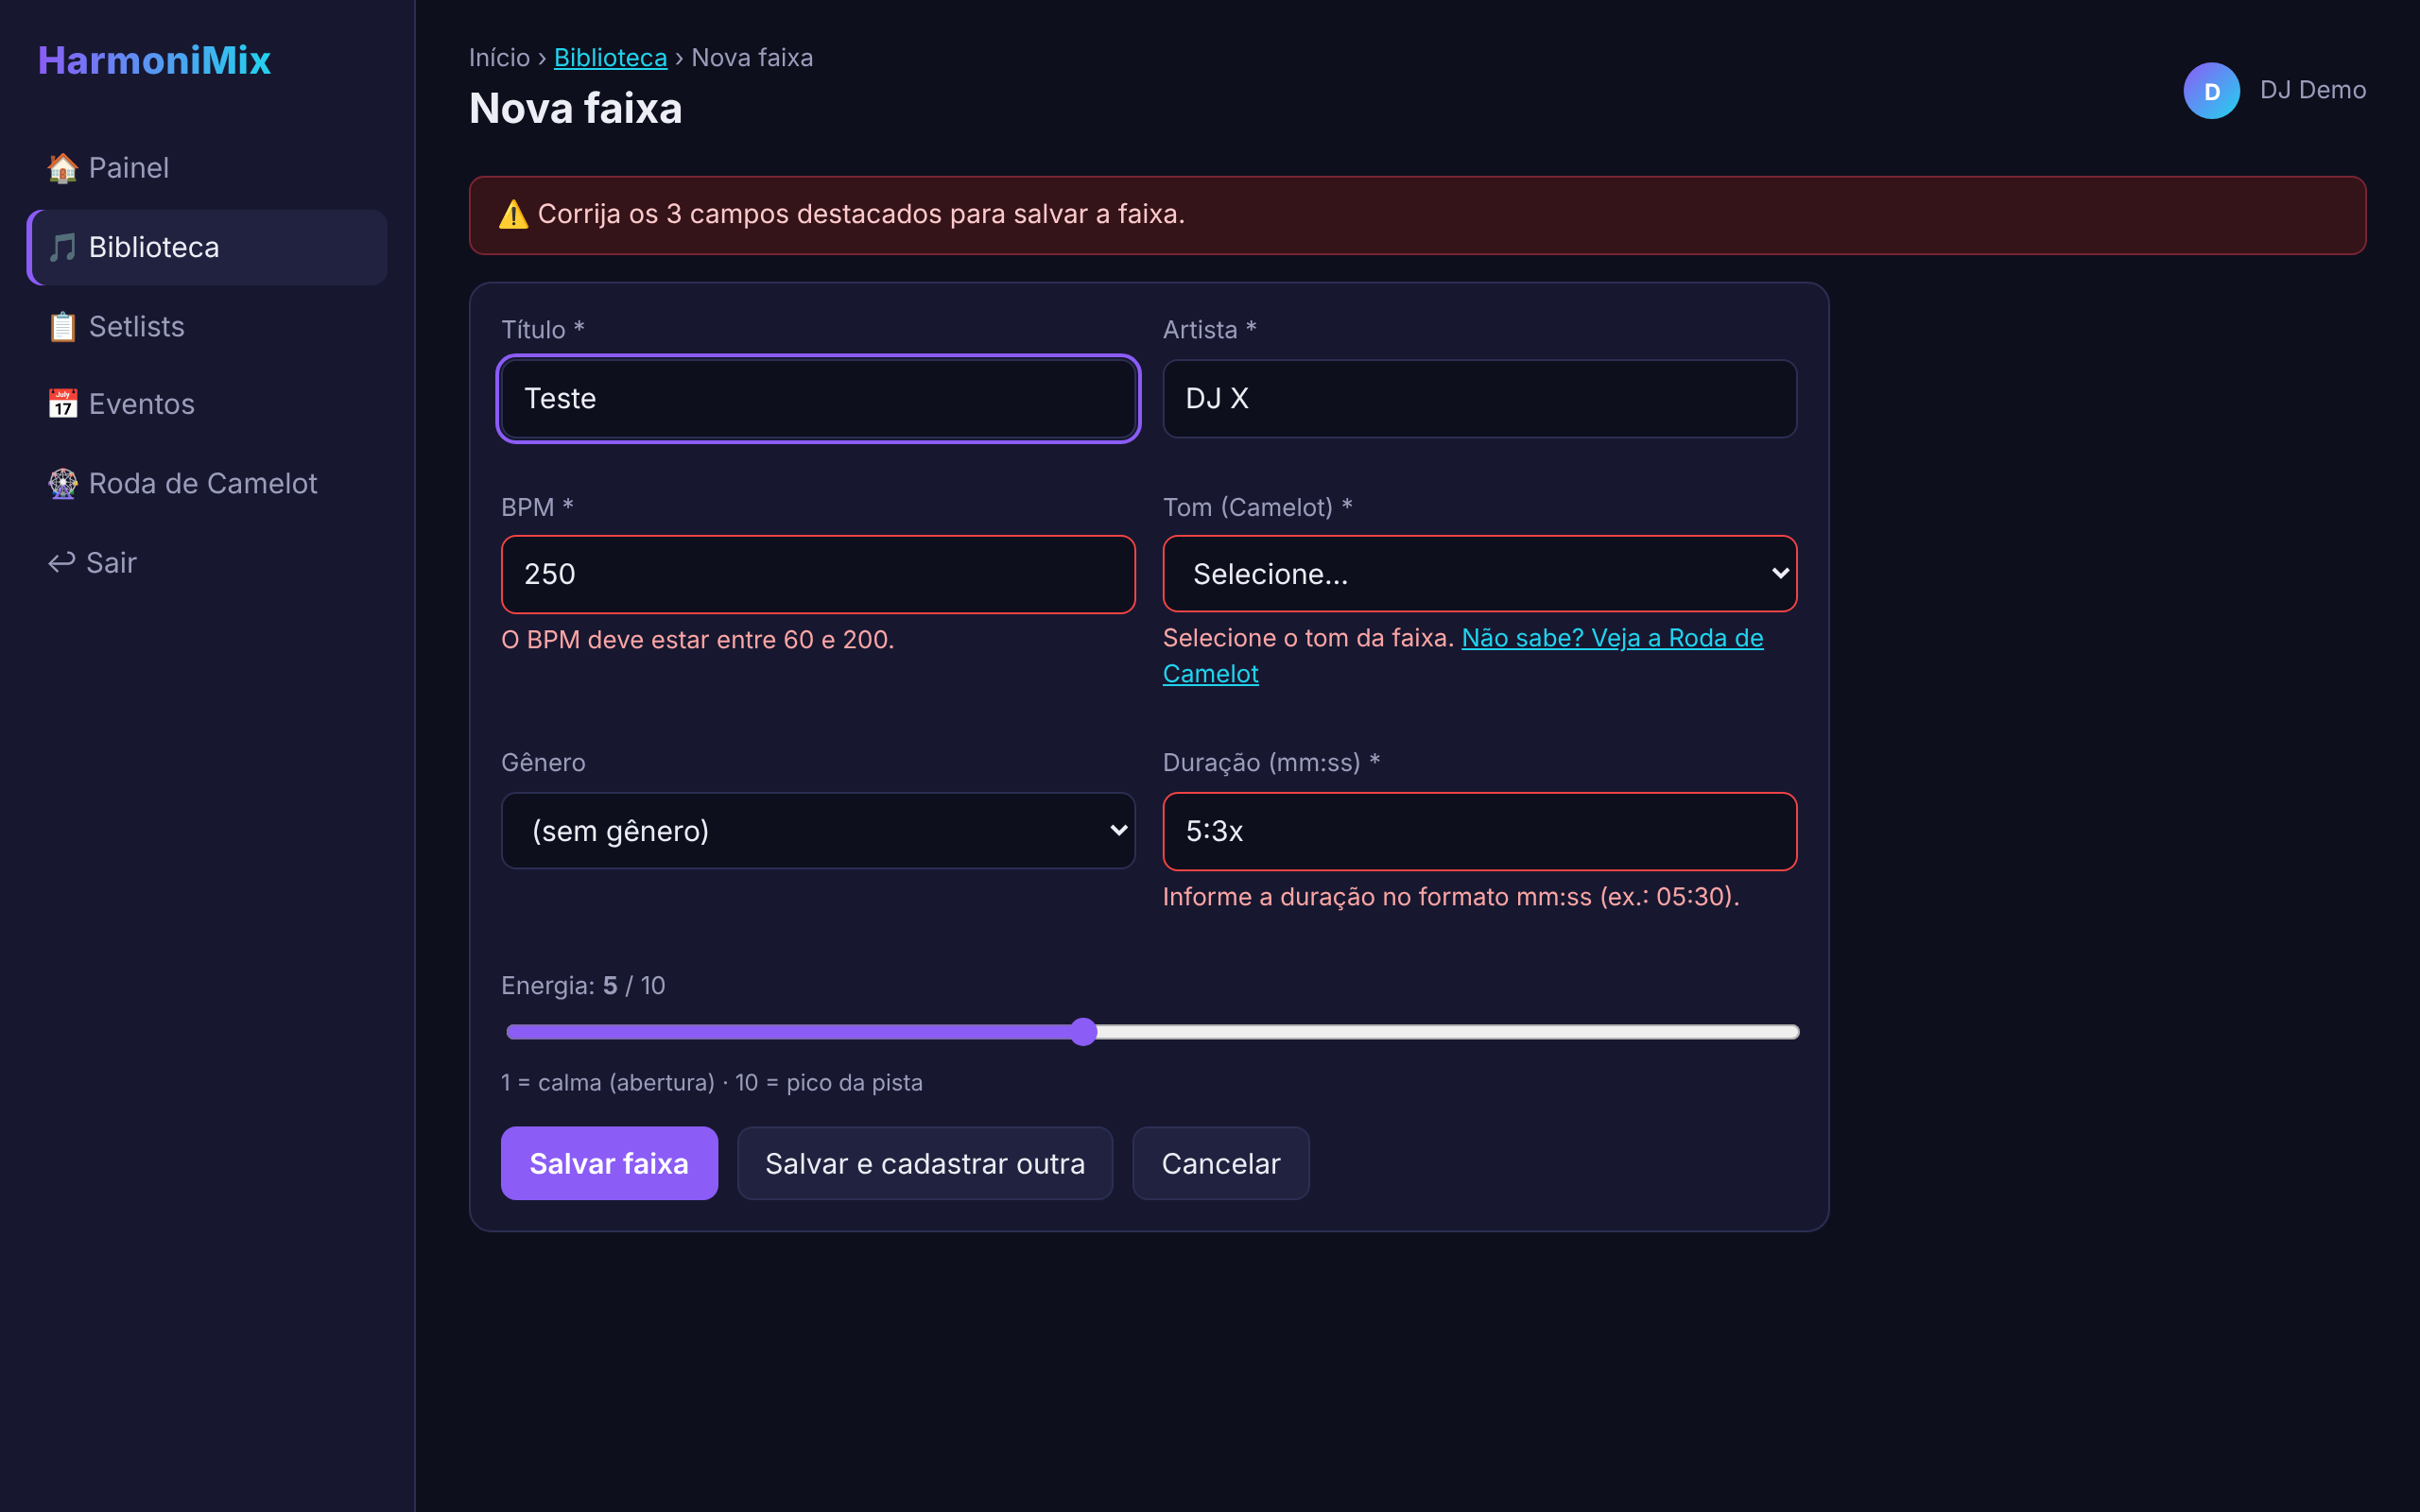 HarmoniMix
🏠 Painel
🎵 Biblioteca
📋 Setlists
📅 Eventos
🎡 Roda de Camelot
↩ Sair
Início › Biblioteca › Nova faixa
Nova faixa
D DJ Demo
⚠️ Corrija os 3 campos destacados para salvar a faixa.
Título *
Teste
Artista *
DJ X
BPM *
250
O BPM deve estar entre 60 e 200.
Tom (Camelot) *
Selecione...
Selecione o tom da faixa. Não sabe? Veja a Roda de
Camelot
Gênero
(sem gênero)
Duração (mm:ss) *
5:3x
Informe a duração no formato mm:ss (ex.: 05:30).
Energia: 5 / 10
1 = calma (abertura) · 10 = pico da pista
Salvar faixa
Salvar e cadastrar outra
Cancelar